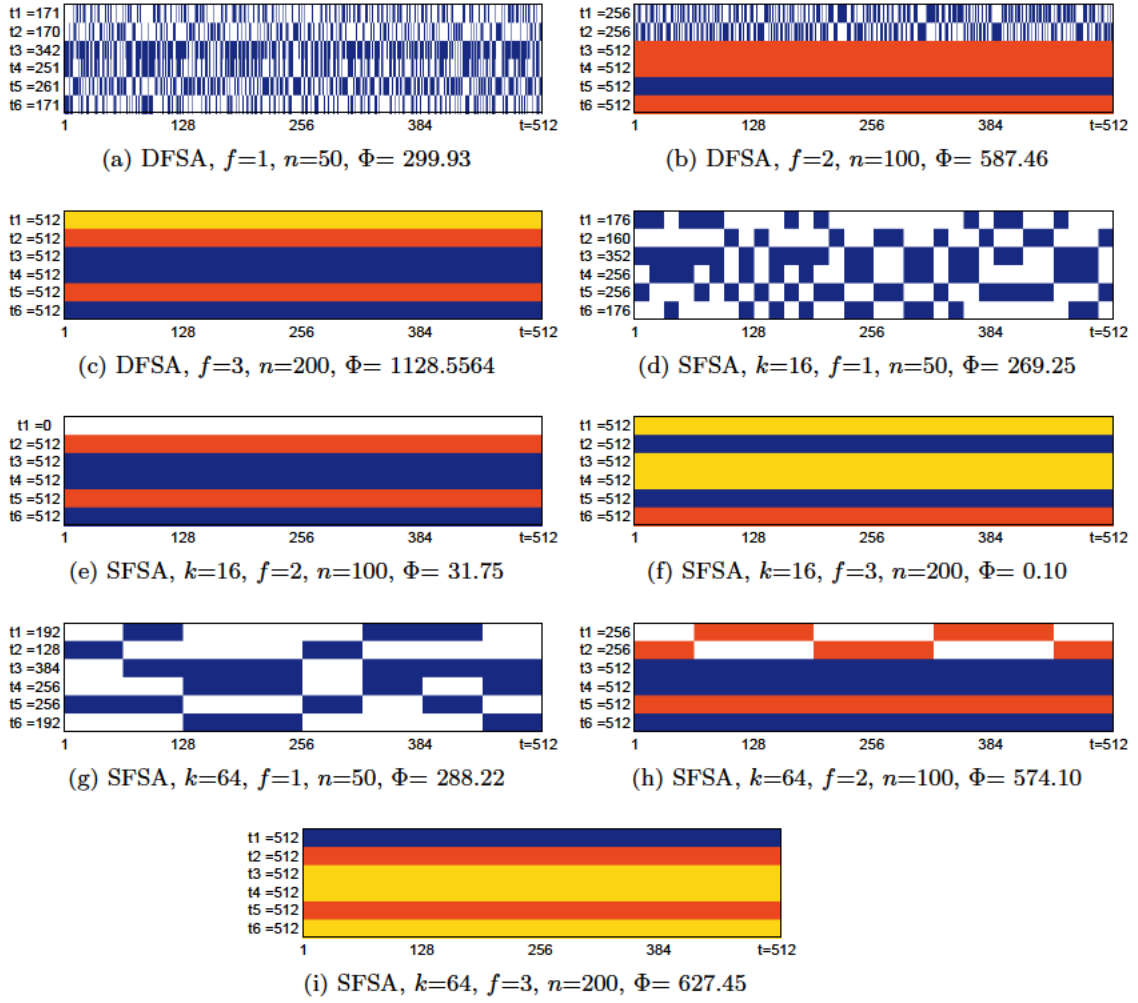 t1 =171
t2 =170
t3 =342
t4 =251
t5 =261
t6 =171
1 128 256 384 t=512
(a) DFSA, f=1, n=50, Φ= 299.93
t1 =256
t2 =256
t3 =512
t4 =512
t5 =512
t6 =512
1 128 256 384 t=512
(b) DFSA, f=2, n=100, Φ= 587.46
t1 =512
t2 =512
t3 =512
t4 =512
t5 =512
t6 =512
1 128 256 384 t=512
(c) DFSA, f=3, n=200, Φ= 1128.5564
t1 =176
t2 =160
t3 =352
t4 =256
t5 =256
t6 =176
1 128 256 384 t=512
(d) SFSA, k=16, f=1, n=50, Φ= 269.25
t1 =0
t2 =512
t3 =512
t4 =512
t5 =512
t6 =512
1 128 256 384 t=512
(e) SFSA, k=16, f=2, n=100, Φ= 31.75
t1 =512
t2 =512
t3 =512
t4 =512
t5 =512
t6 =512
1 128 256 384 t=512
(f) SFSA, k=16, f=3, n=200, Φ= 0.10
t1 =192
t2 =128
t3 =384
t4 =256
t5 =256
t6 =192
1 128 256 384 t=512
(g) SFSA, k=64, f=1, n=50, Φ= 288.22
t1 =256
t2 =256
t3 =512
t4 =512
t5 =512
t6 =512
1 128 256 384 t=512
(h) SFSA, k=64, f=2, n=100, Φ= 574.10
t1 =512
t2 =512
t3 =512
t4 =512
t5 =512
t6 =512
1 128 256 384 t=512
(i) SFSA, k=64, f=3, n=200, Φ= 627.45